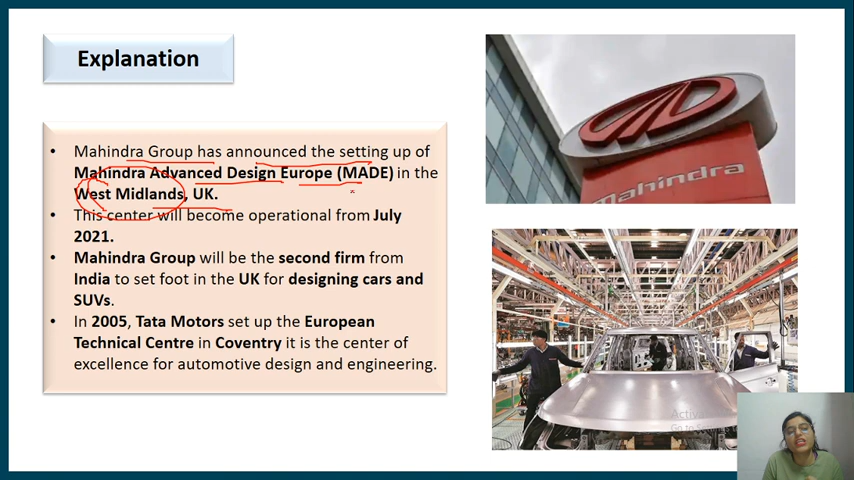 Explanation
• Mahindra Group has announced the setting up of
Mahindra Advanced Design Europe (MADE) in the
West Midlands, UK.
• This center will become operational from July
2021.
• Mahindra Group will be the second firm from
India to set foot in the UK for designing cars and
SUVs.
• In 2005, Tata Motors set up the European
Technical Centre in Coventry it is the center of
excellence for automotive design and engineering.
mahindra
Go to